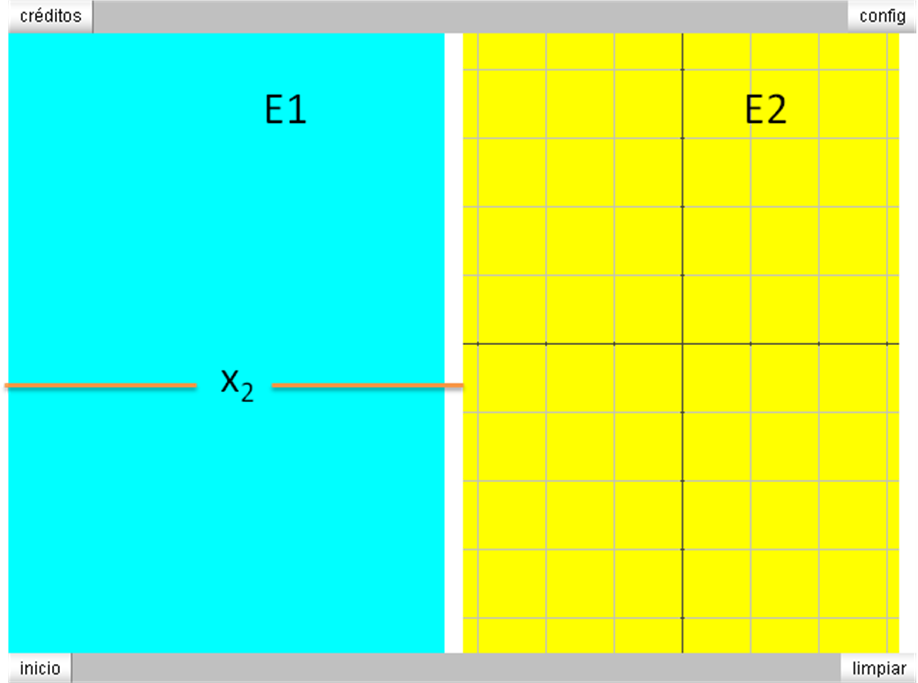 créditos
config
E1
E2
x₂
inicio
limpiar